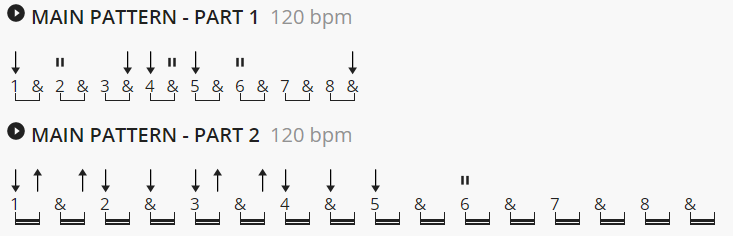 MAIN PATTERN - PART 1 120 bpm
1 & 2 & 3 & 4 & 5 & 6 & 7 & 8 &
MAIN PATTERN - PART 2 120 bpm
1 & 2 & 3 & 4 & 5 & 6 & 7 & 8 &